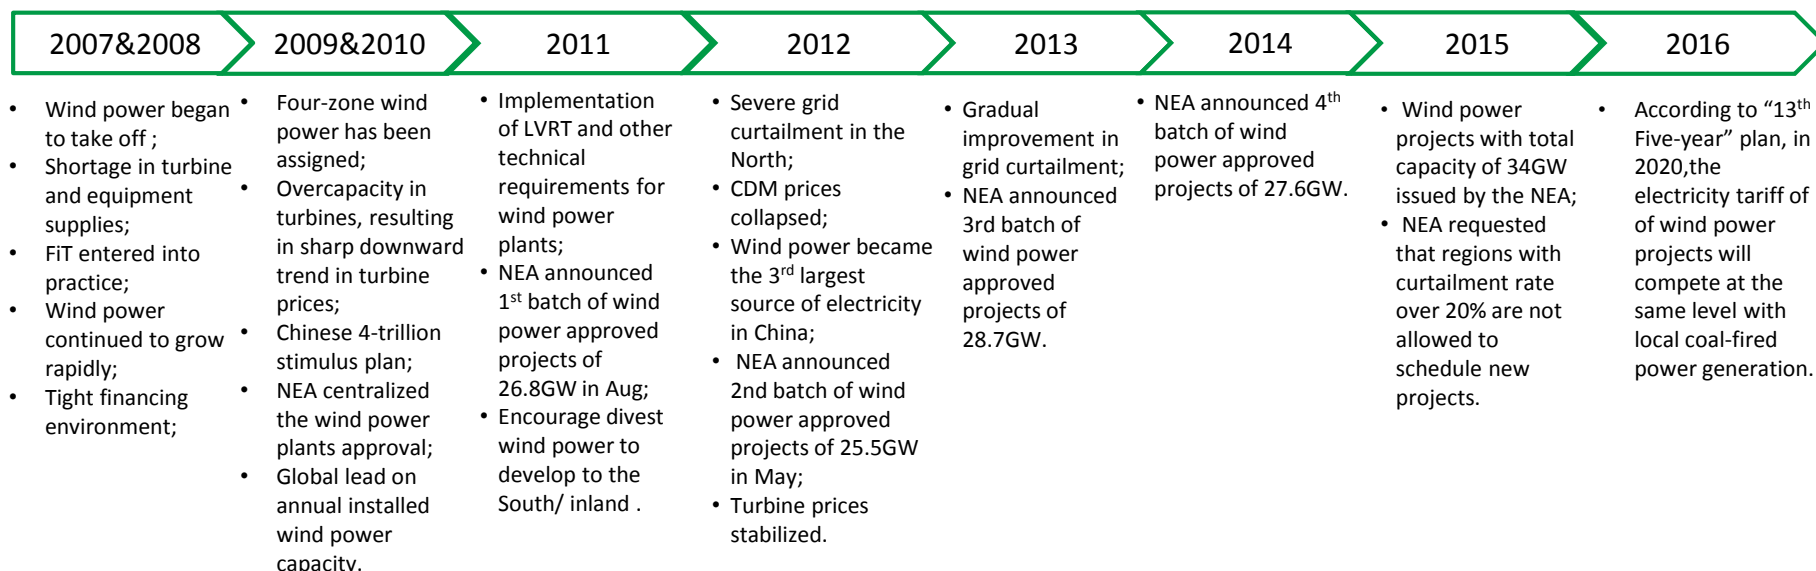 2007&2008
2009&2010
2011
2012
2013
2014
2015
2016
• Wind power began
to take off ;
• Shortage in turbine
and equipment
supplies;
• FiT entered into
practice;
• Wind power
continued to grow
rapidly;
• Tight financing
environment;
• Four-zone wind
power has been
assigned;
• Overcapacity in
turbines, resulting
in sharp downward
trend in turbine
prices;
• Chinese 4-trillion
stimulus plan;
• NEA centralized
the wind power
plants approval;
• Global lead on
annual installed
wind power
capacity.
• Implementation
of LVRT and other
technical
requirements for
wind power
plants;
• NEA announced
1st batch of wind
power approved
projects of
26.8GW in Aug;
• Encourage divest
wind power to
develop to the
South/ inland .
• Severe grid
curtailment in the
North;
• CDM prices
collapsed;
• Wind power became
the 3rd largest
source of electricity
in China;
• NEA announced
2nd batch of wind
power approved
projects of 25.5GW
in May;
• Turbine prices
stabilized.
• Gradual
improvement in
grid curtailment;
• NEA announced
3rd batch of
wind power
approved
projects of
28.7GW.
• NEA announced 4th
batch of wind
power approved
projects of 27.6GW.
• Wind power
projects with total
capacity of 34GW
issued by the NEA;
• NEA requested
that regions with
curtailment rate
over 20% are not
allowed to
schedule new
projects.
• According to “13th
Five-year” plan, in
2020,the
electricity tariff of
of wind power
projects will
compete at the
same level with
local coal-fired
power generation.